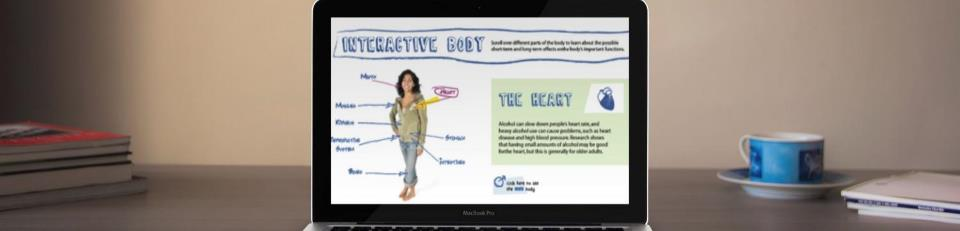 INTERACTIVE BODY
Scroll over different parts of the body to learn about the possible
short-term and long-term effects on the body's important functions.
Mouth
Heart
Muscles
Kidneys
Reproductive
System
Bones
Stomach
Intestines
THE HEART
Alcohol can slow down people's heart rate, and
heavy alcohol use can cause problems, such as heart
disease and high blood pressure. Research shows
that having small amounts of alcohol may be good
for the heart, but this is generally for older adults.
click here to see
the body
MacBook Pro